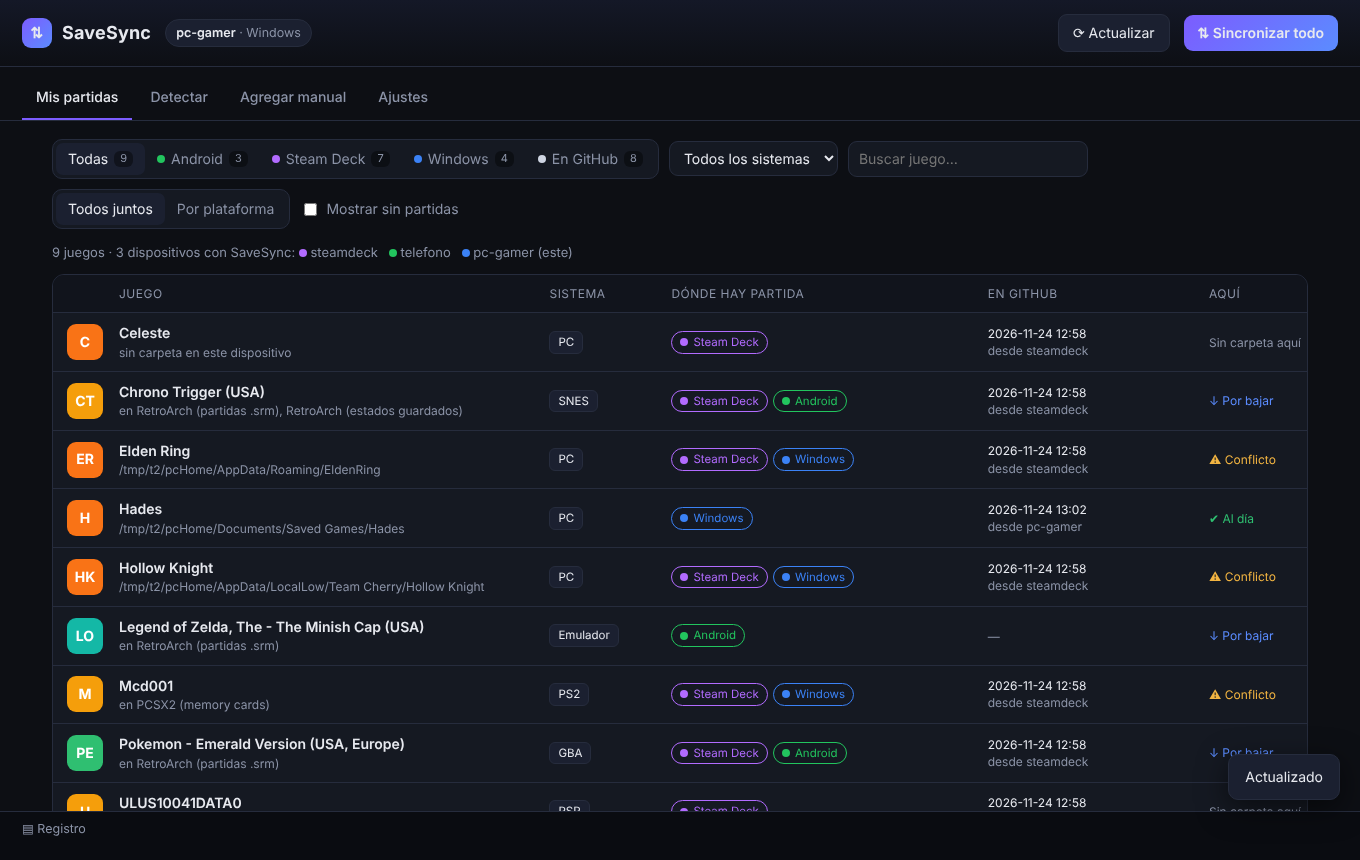 ⇅ SaveSync pc-gamer · Windows ⟳ Actualizar ⇅ Sincronizar todo
Mis partidas Detectar Agregar manual Ajustes
Todas 9 Android 3 Steam Deck 7 Windows 4 En GitHub 8 Todos los sistemas Buscar juego...
Todos juntos Por plataforma Mostrar sin partidas
9 juegos · 3 dispositivos con SaveSync: steamdeck telefono pc-gamer (este)
JUEGO SISTEMA DÓNDE HAY PARTIDA EN GITHUB AQUÍ
C Celeste PC Steam Deck 2026-11-24 12:58 Sin carpeta aquí
sin carpeta en este dispositivo desde steamdeck
CT Chrono Trigger (USA) SNES Steam Deck Android 2026-11-24 12:58 ↓ Por bajar
en RetroArch (partidas .srm), RetroArch (estados guardados) desde steamdeck
ER Elden Ring PC Steam Deck Windows 2026-11-24 12:58 ⚠ Conflicto
/tmp/t2/pcHome/AppData/Roaming/EldenRing desde steamdeck
H Hades PC Windows 2026-11-24 13:02 ✔ Al día
/tmp/t2/pcHome/Documents/Saved Games/Hades desde pc-gamer
HK Hollow Knight PC Steam Deck Windows 2026-11-24 12:58 ⚠ Conflicto
/tmp/t2/pcHome/AppData/LocalLow/Team Cherry/Hollow Knight desde steamdeck
LO Legend of Zelda, The - The Minish Cap (USA) Emulador Android — ↓ Por bajar
en RetroArch (partidas .srm)
M Mcd001 PS2 Steam Deck Windows 2026-11-24 12:58 ⚠ Conflicto
en PCSX2 (memory cards) desde steamdeck
PE Pokemon - Emerald Version (USA, Europe) GBA Steam Deck Android 2026-11-24 12:58 ↓ Por bajar
en RetroArch (partidas .srm) desde steamdeck
U ULUS10041DATA0 PSP Steam Deck 2026-11-24 12:58 Sin carpeta aquí
Actualizado
▤ Registro